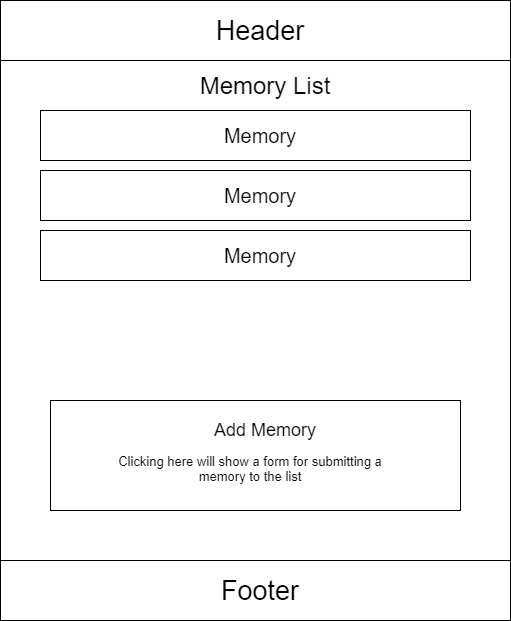 Header
Memory List
Memory
Memory
Memory
Add Memory
Clicking here will show a form for submitting a
memory to the list
Footer